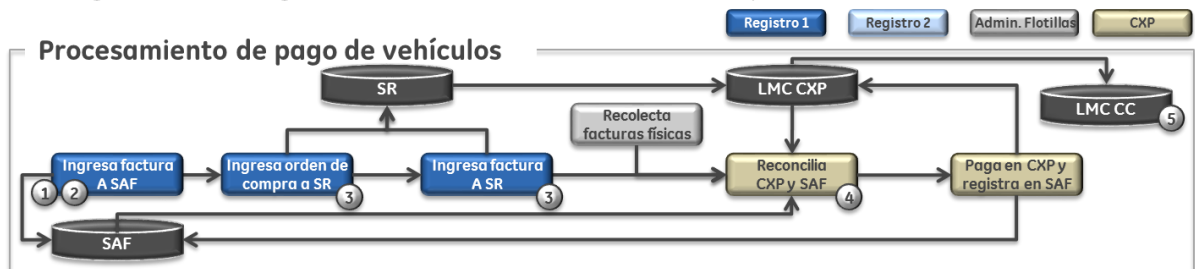 Registro 1
Registro 2
Admin. Flotillas
CXP
Procesamiento de pago de vehículos
SR
LMC CXP
LMC CC
5
Recolecta
facturas físicas
Ingresa factura
A SAF
1
2
Ingresa orden de
compra a SR
3
Ingresa factura
A SR
3
Reconcilia
CXP y SAF
4
Paga en CXP y
registra en SAF
SAF